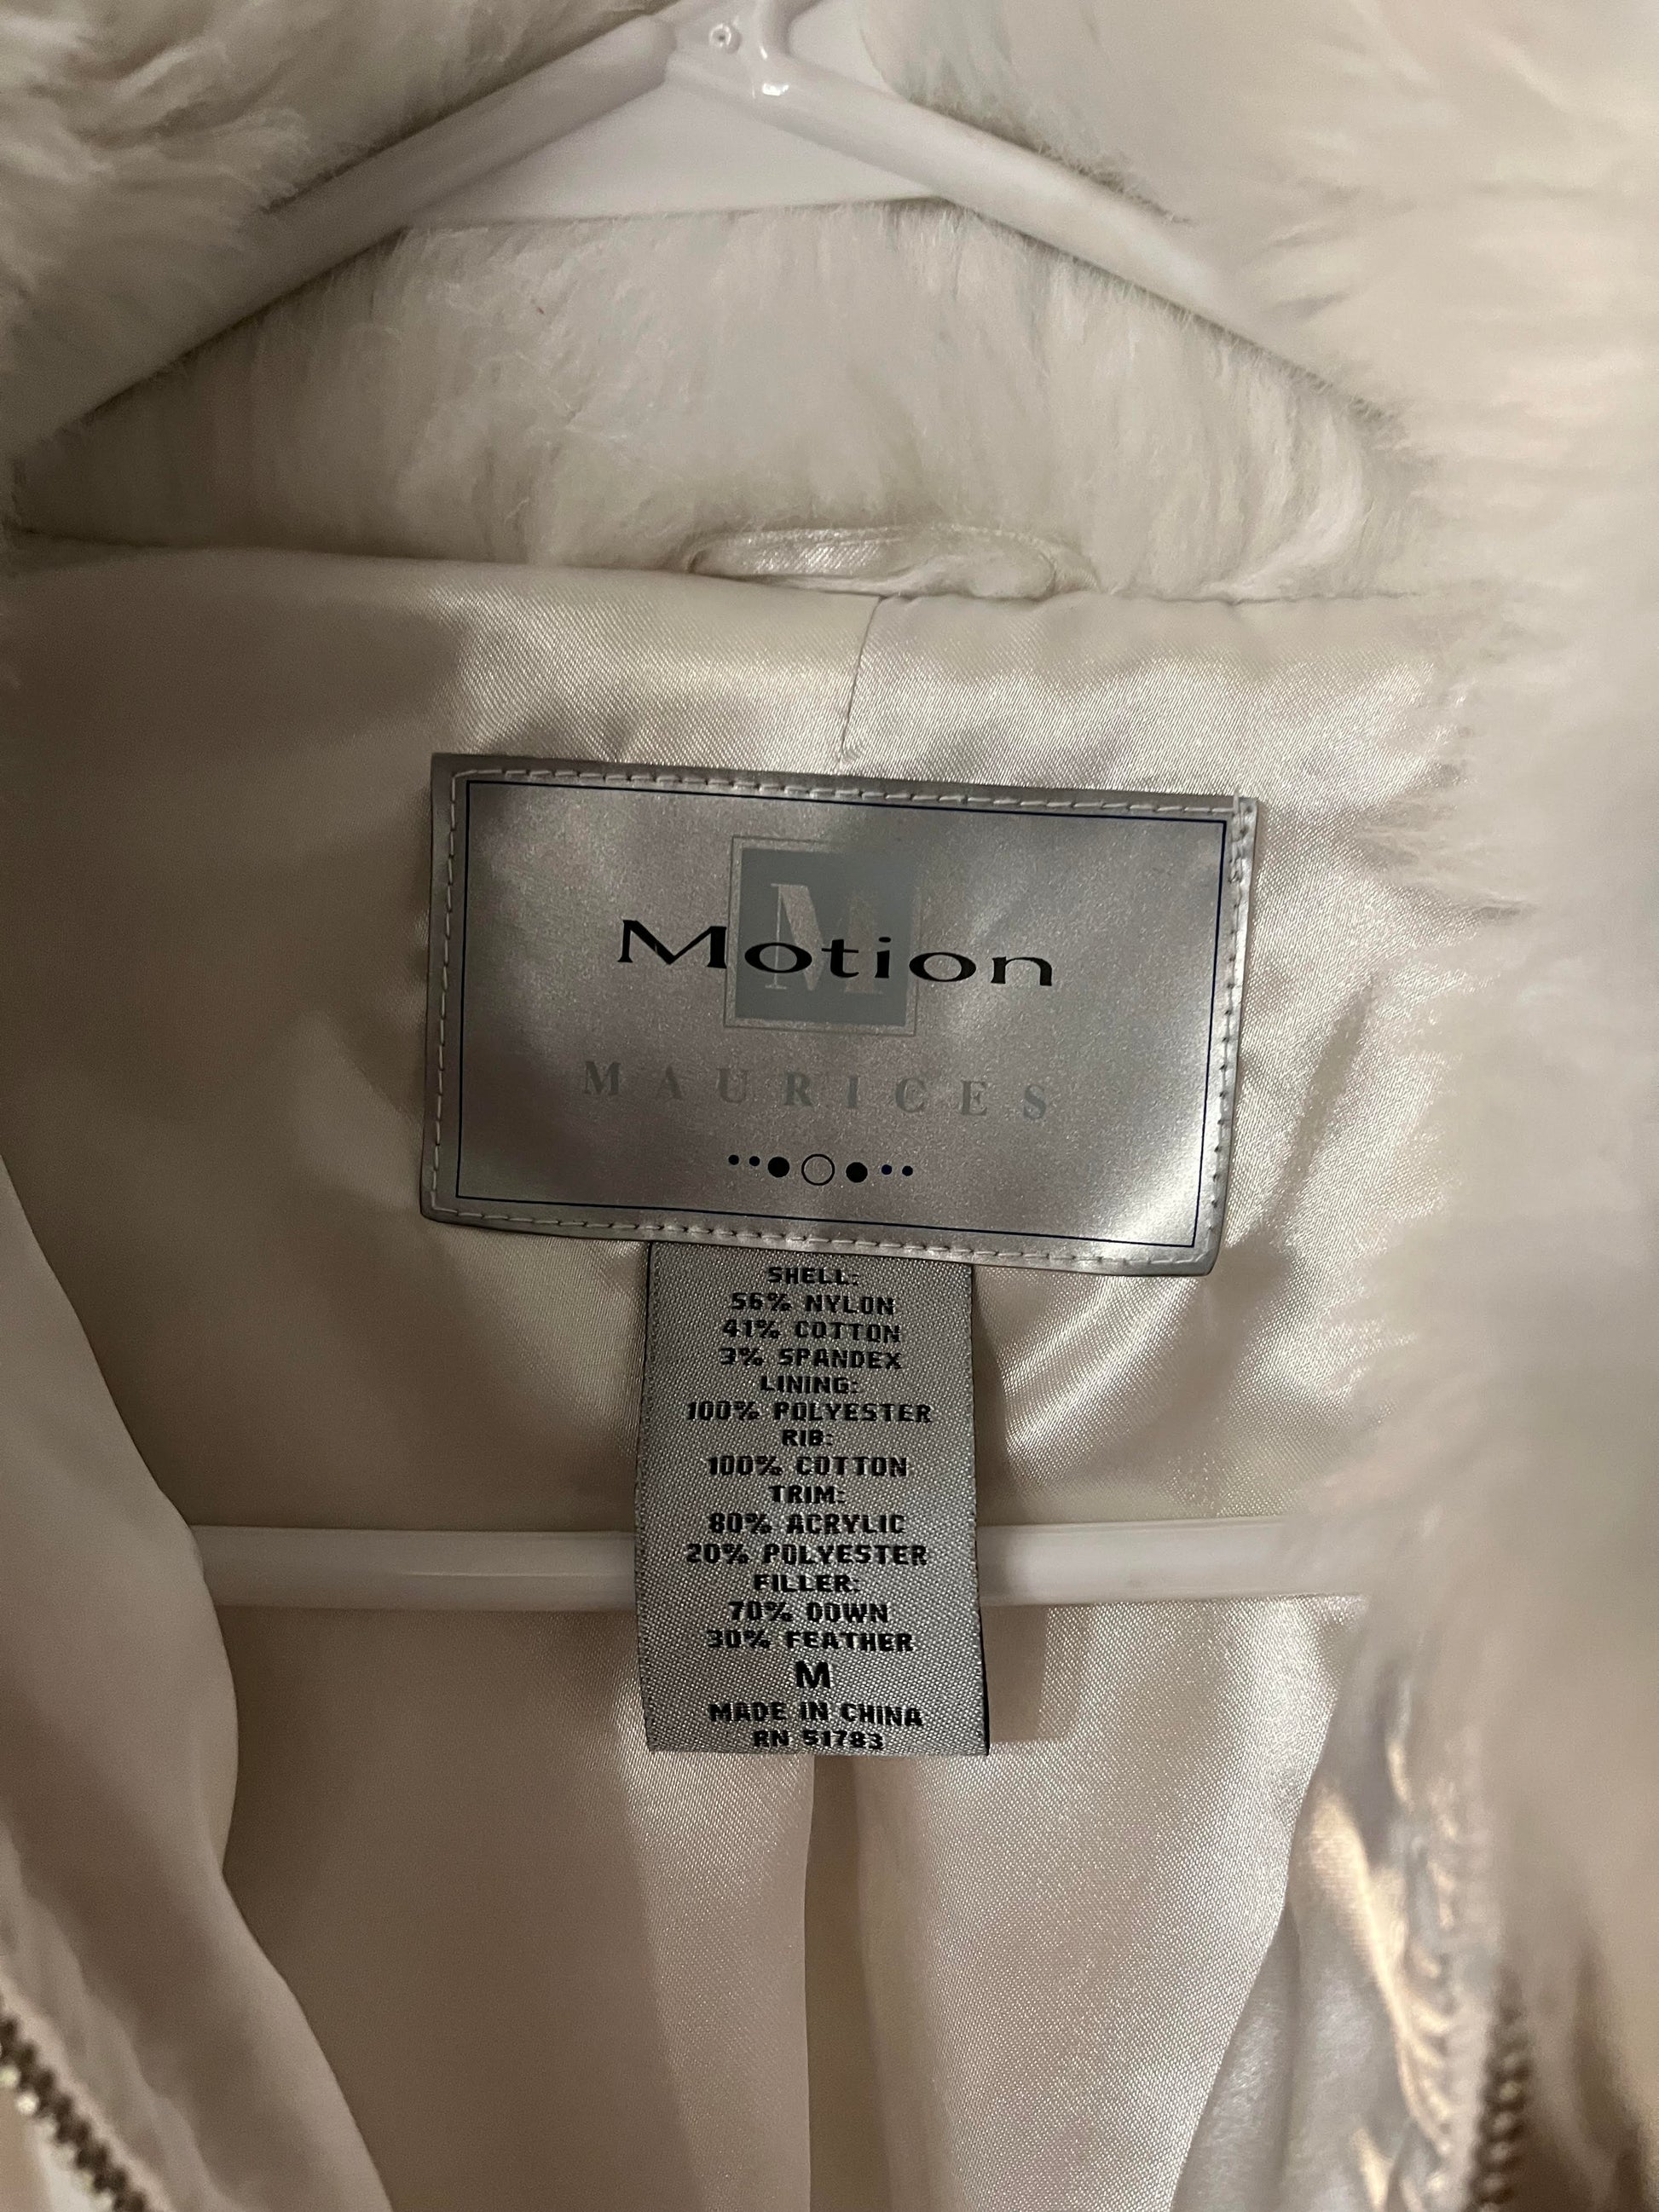 M
Motion
MAURICES
SHELL:
56% NYLON
41% COTTON
3% SPANDEX
LINING:
100% POLYESTER
RIB:
100% COTTON
TRIM:
80% ACRYLIC
20% POLYESTER
FILLER:
70% DOWN
30% FEATHER
M
MADE IN CHINA
RN 51783